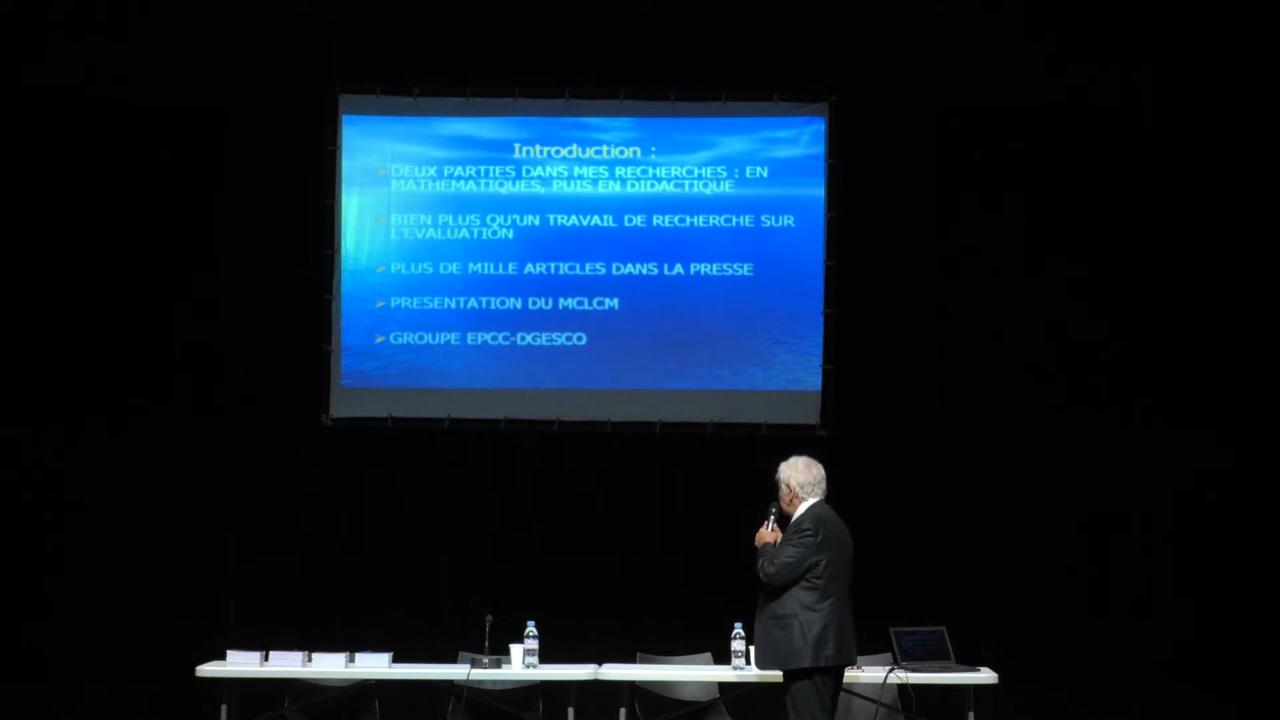 Introduction :
DEUX PARTIES DANS MES RECHERCHES : EN
MATHEMATIQUES, PUIS EN DIDACTIQUE
BIEN PLUS QU'UN TRAVAIL DE RECHERCHE SUR
L'EVALUATION
PLUS DE MILLE ARTICLES DANS LA PRESSE
PRESENTATION DU MCLCM
GROUPE EPCC-DGESCO